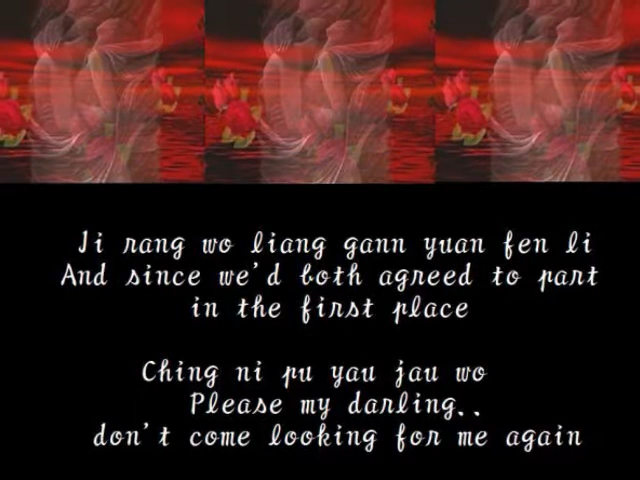 Ji rang wo liang gann yuan fen li
And since we'd both agreed to part
in the first place
Ching ni pu yau jau wo
Please my darling..
don't come looking for me again